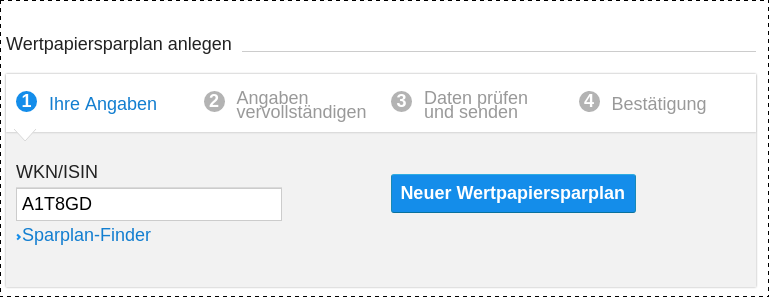 Wertpapiersparplan anlegen
1 Ihre Angaben
2 Angaben
vervollständigen
3 Daten prüfen
und senden
4 Bestätigung
WKN/ISIN
A1T8GD
Neuer Wertpapiersparplan
›Sparplan-Finder